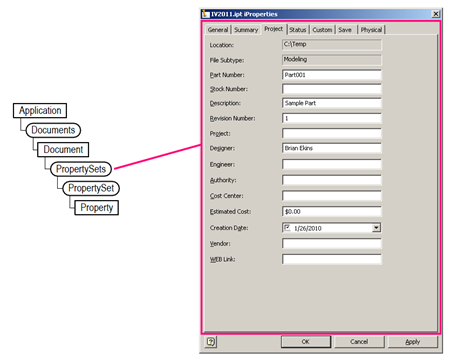 Application
Documents
Document
PropertySets
PropertySet
Property
IV2011.ipt iProperties
General Summary Project Status Custom Save Physical
Location: C:\Temp
File Subtype: Modeling
Part Number: Part001
Stock Number:
Description: Sample Part
Revision Number: 1
Project:
Designer: Brian Ekins
Engineer:
Authority:
Cost Center:
Estimated Cost: $0.00
Creation Date: 1/26/2010
Vendor:
WEB Link:
OK Cancel Apply